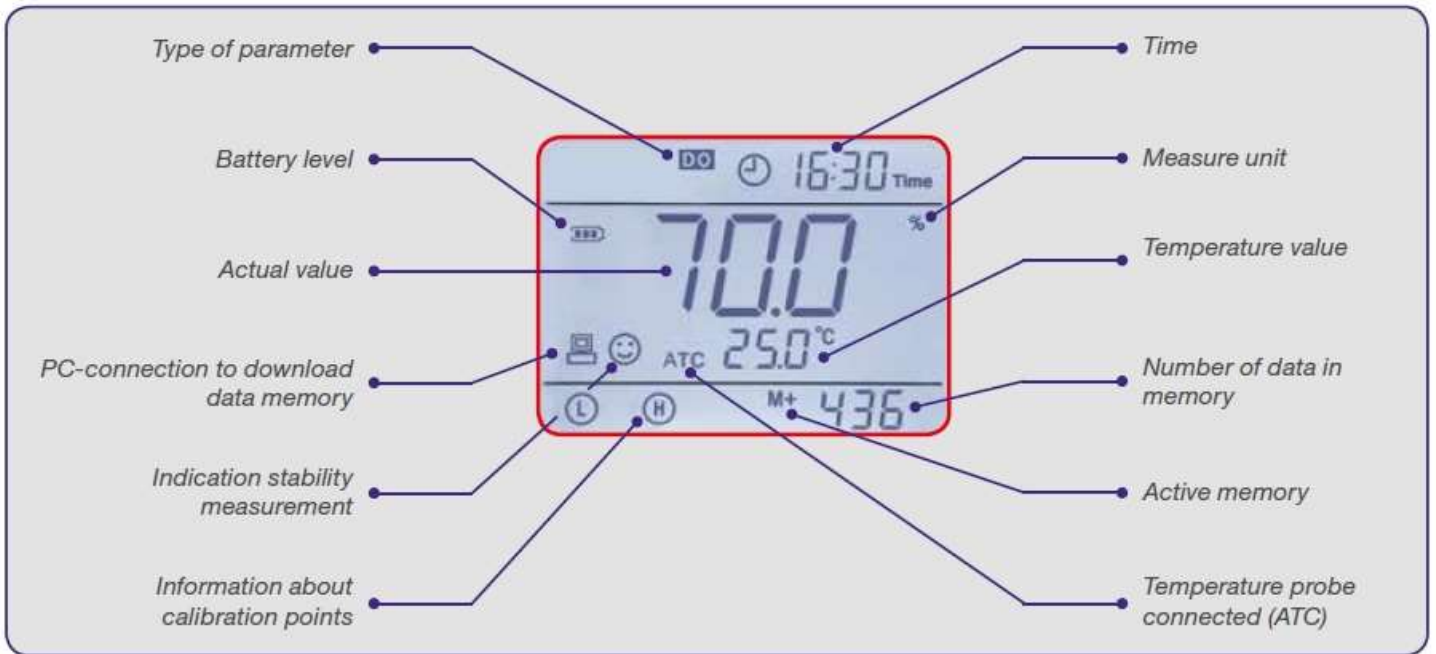 Type of parameter
Battery level
Actual value
PC-connection to download
data memory
Indication stability
measurement
Information about
calibration points
DO 16:30 Time
70.0 %
ATC 25.0 °C
L H M+ 436
Time
Measure unit
Temperature value
Number of data in
memory
Active memory
Temperature probe
connected (ATC)